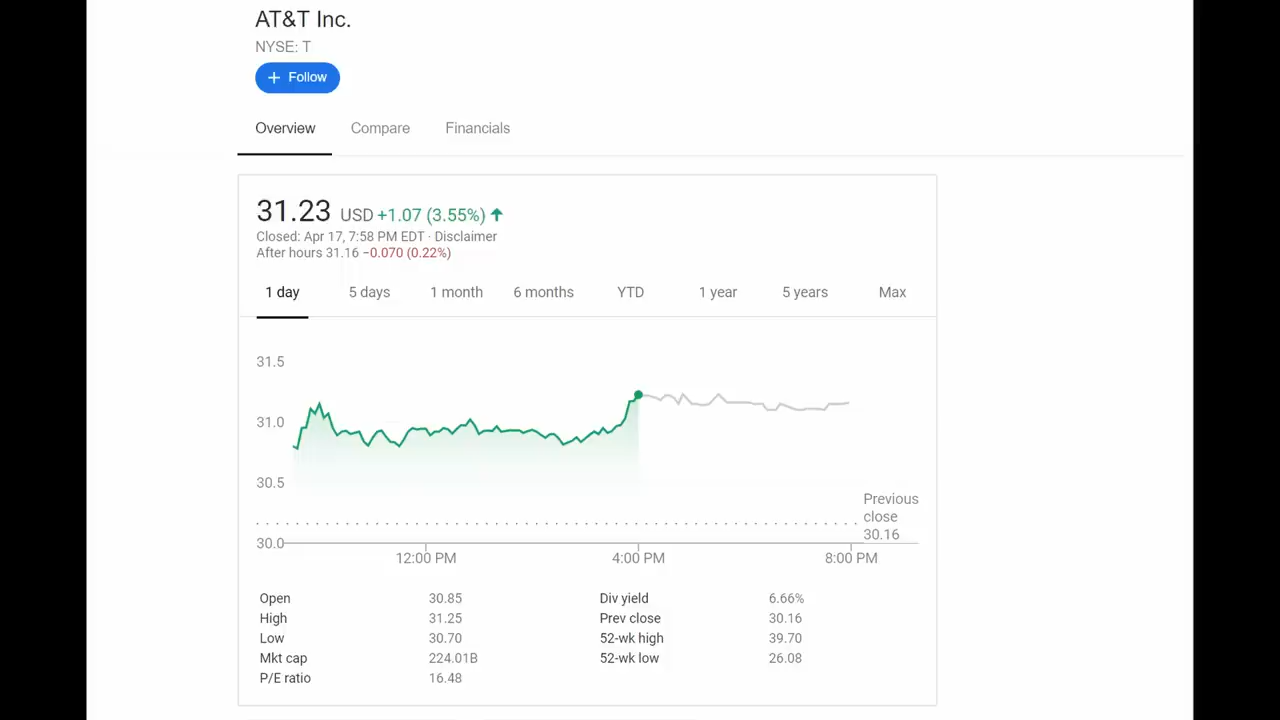 AT&T Inc.
NYSE: T
+ Follow
Overview Compare Financials
31.23 USD +1.07 (3.55%) ↑
Closed: Apr 17, 7:58 PM EDT · Disclaimer
After hours 31.16 −0.070 (0.22%)
1 day 5 days 1 month 6 months YTD 1 year 5 years Max
31.5
31.0
30.5
Previous
close
30.16
30.0
12:00 PM 4:00 PM 8:00 PM
Open 30.85 Div yield 6.66%
High 31.25 Prev close 30.16
Low 30.70 52-wk high 39.70
Mkt cap 224.01B 52-wk low 26.08
P/E ratio 16.48